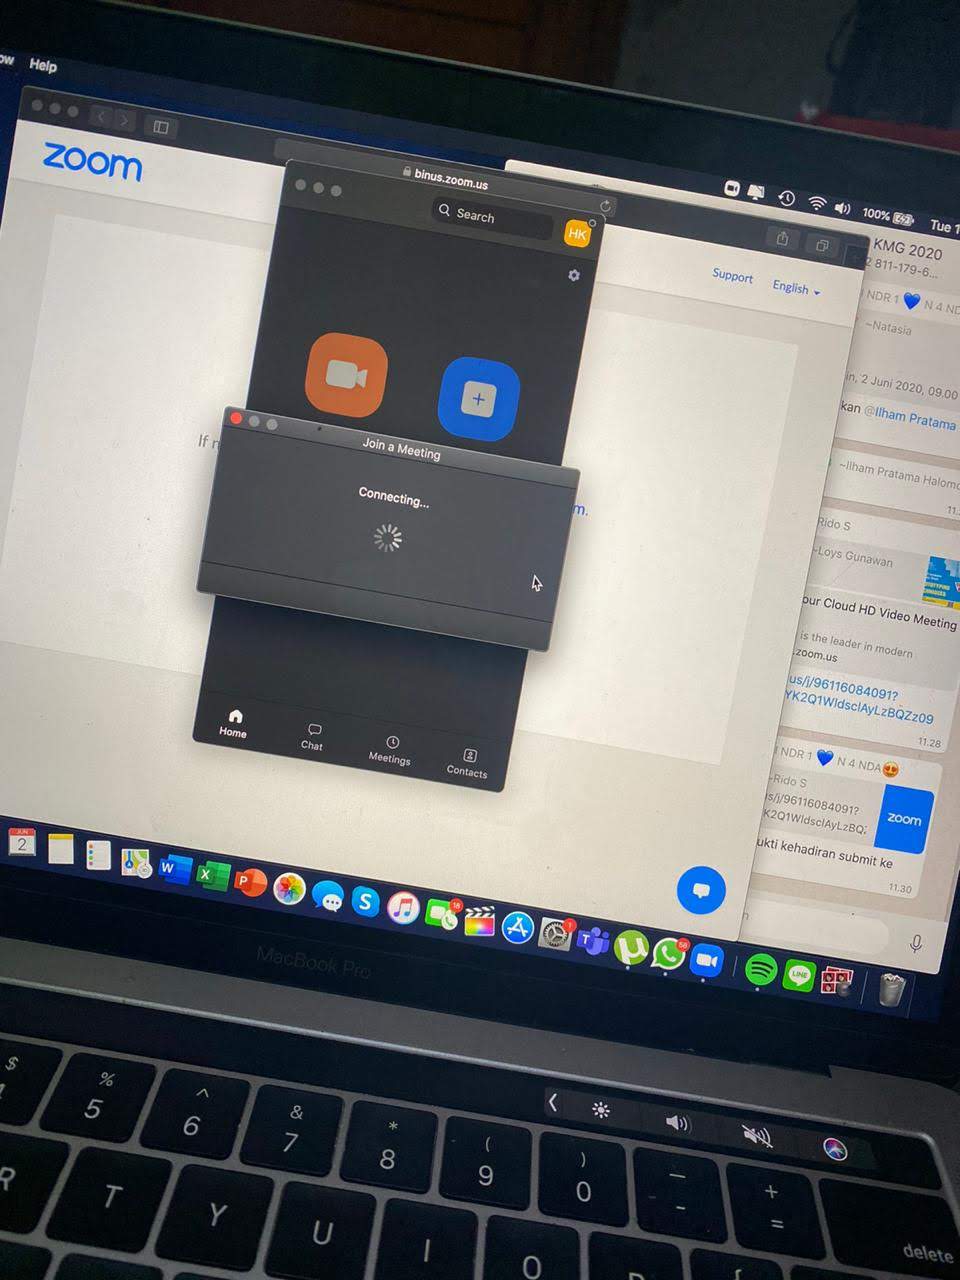 Help
100%
Tue 1
zoom
binus.zoom.us
Search
HK
Support
English
If
m.
Join a Meeting
Connecting...
Home
Chat
Meetings
Contacts
KMG 2020
2 811-179-6...
NDR 1 💙 N 4 ND
~Natasia
in, 2 Juni 2020, 09.00
kan @Ilham Pratama
~Ilham Pratama Halomo
11.
Rido S
~Loys Gunawan
our Cloud HD Video Meeting
is the leader in modern
.zoom.us
us/j/96116084091?
11.28
NDR 1 💙 N 4 NDA😍
~Rido S
s/j/96116084091?
zoom
ukti kehadiran submit ke
11.30
JUN
2
W
X
P
S
18
1
T
µ
58
LINE
MacBook Pro
$
%
5
^
6
&
7
*
8
(
9
)
0
_
-
+
=
R
T
Y
U
I
O
delete